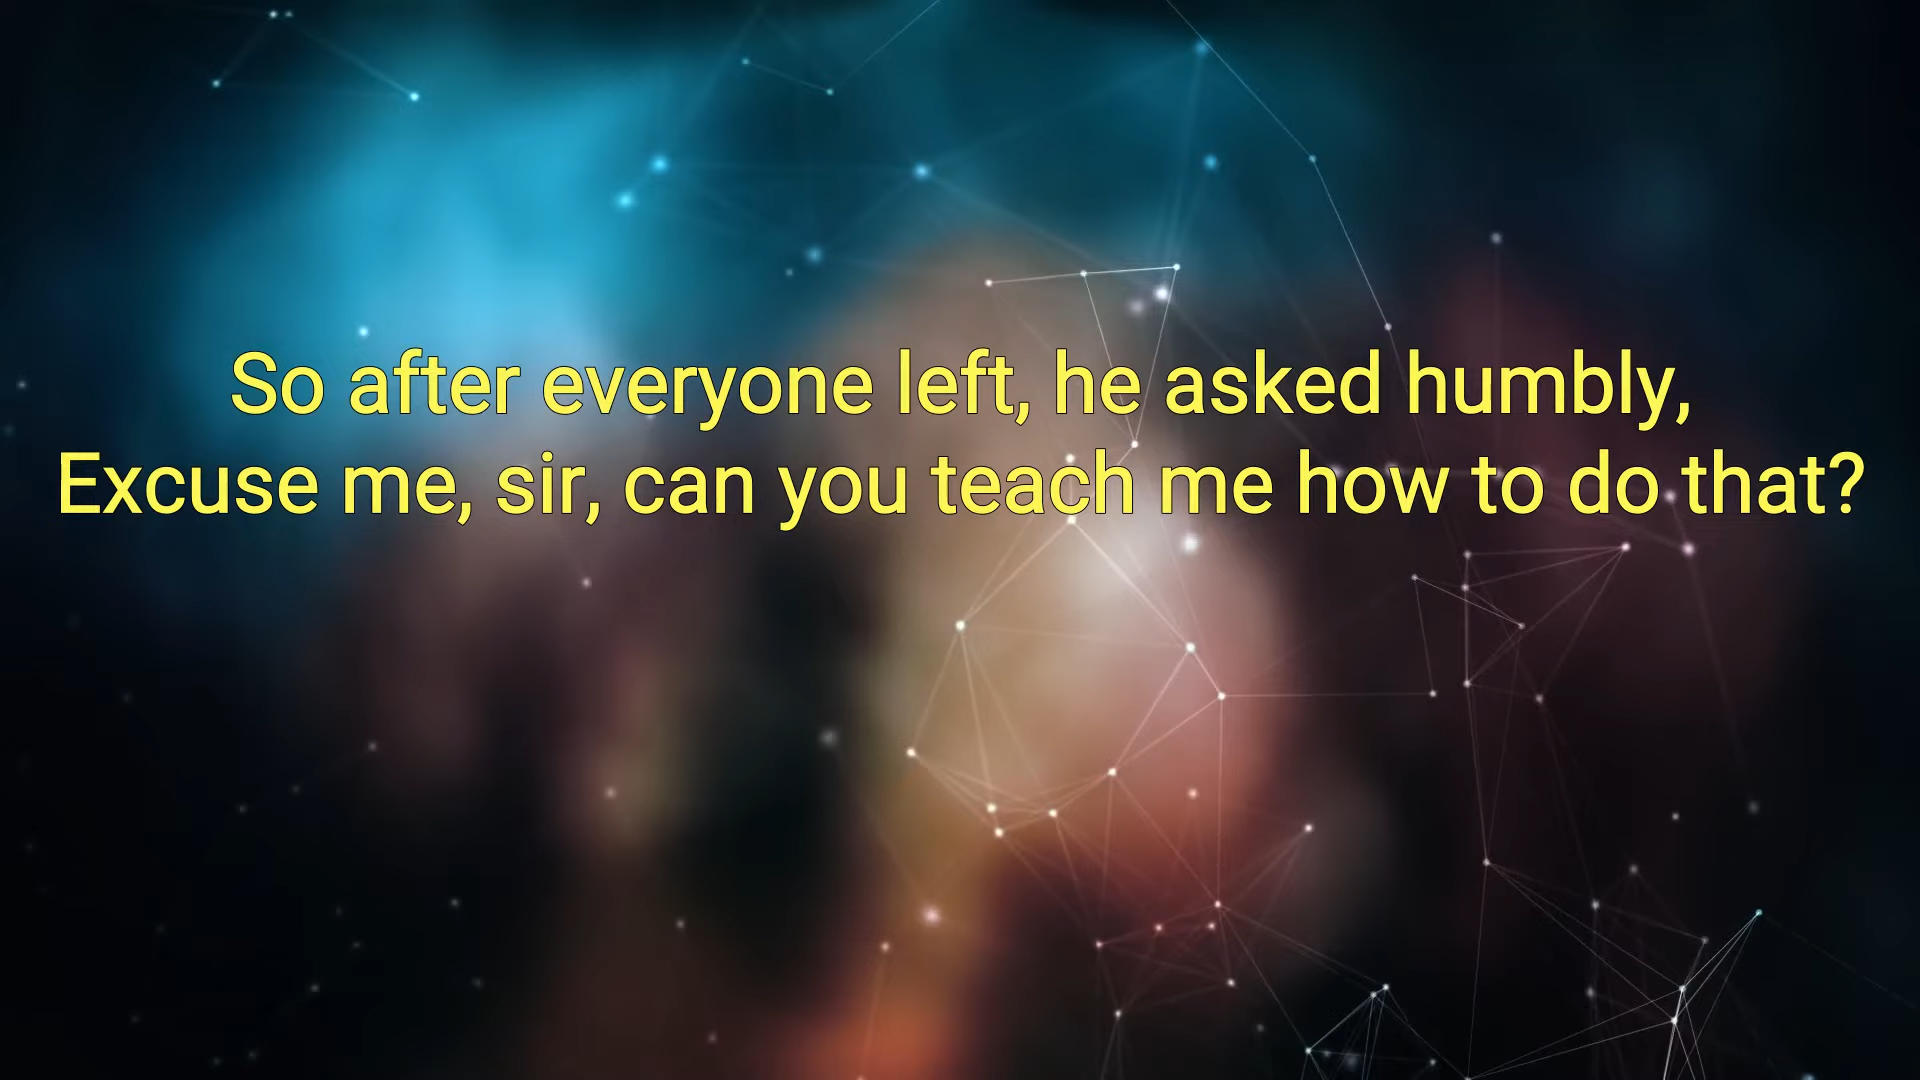 So after everyone left, he asked humbly,
Excuse me, sir, can you teach me how to do that?